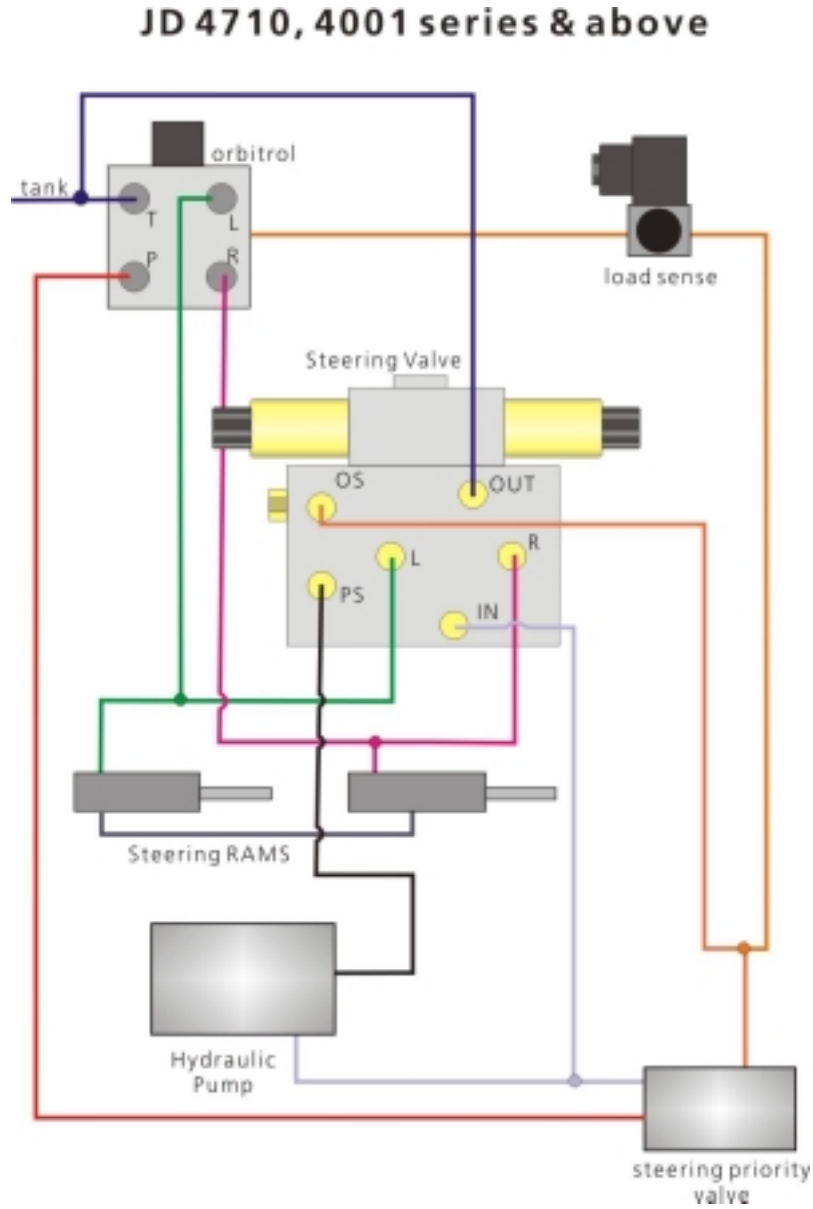 JD 4710, 4001 series & above
orbitrol
tank
T
L
P
R
load sense
Steering Valve
OS
OUT
L
R
PS
IN
Steering RAMS
Hydraulic
Pump
steering priority
valve